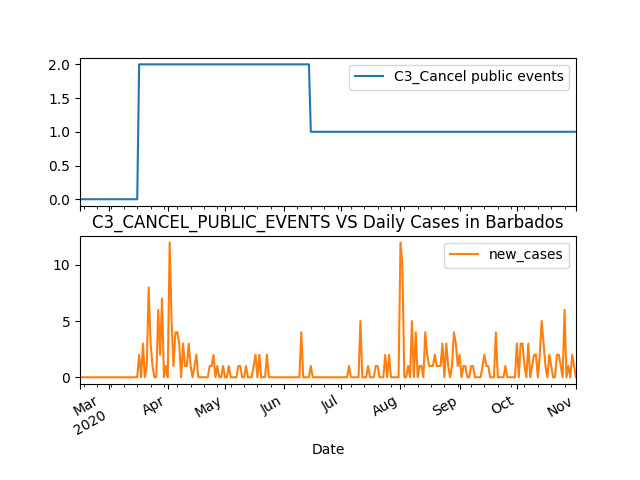 2.0
1.5
1.0
0.5
0.0
C3_Cancel public events
C3_CANCEL_PUBLIC_EVENTS VS Daily Cases in Barbados
10
5
0
new_cases
Mar
2020
Apr
May
Jun
Jul
Aug
Sep
Oct
Nov
Date